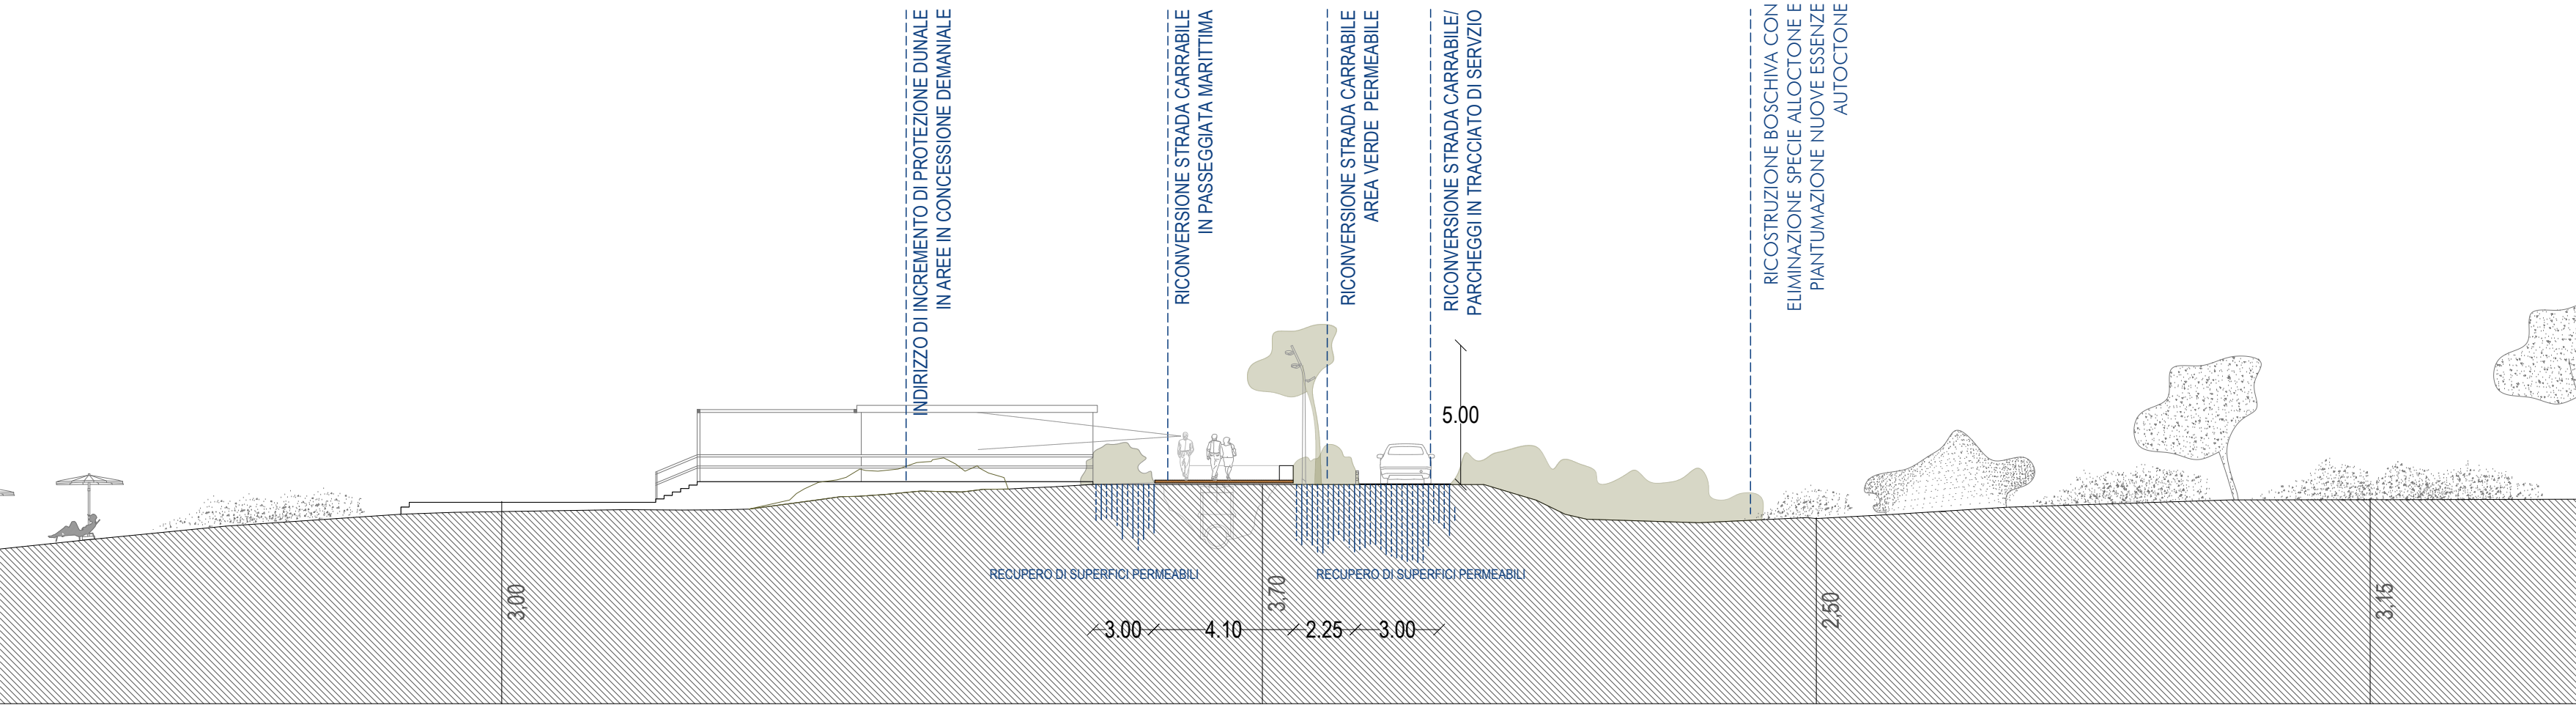 INDIRIZZO DI INCREMENTO DI PROTEZIONE DUNALE
IN AREE IN CONCESSIONE DEMANIALE
RICONVERSIONE STRADA CARRABILE
IN PASSEGGIATA MARITTIMA
RICONVERSIONE STRADA CARRABILE
AREA VERDE PERMEABILE
RICONVERSIONE STRADA CARRABILE/
PARCHEGGI IN TRACCIATO DI SERVZIO
RICOSTRUZIONE BOSCHIVA CON
ELIMINAZIONE SPECIE ALLOCTONE E
PIANTUMAZIONE NUOVE ESSENZE
AUTOCTONE
5.00
RECUPERO DI SUPERFICI PERMEABILI
RECUPERO DI SUPERFICI PERMEABILI
3,00
3,70
2,50
3,15
3.00
4.10
2.25
3.00